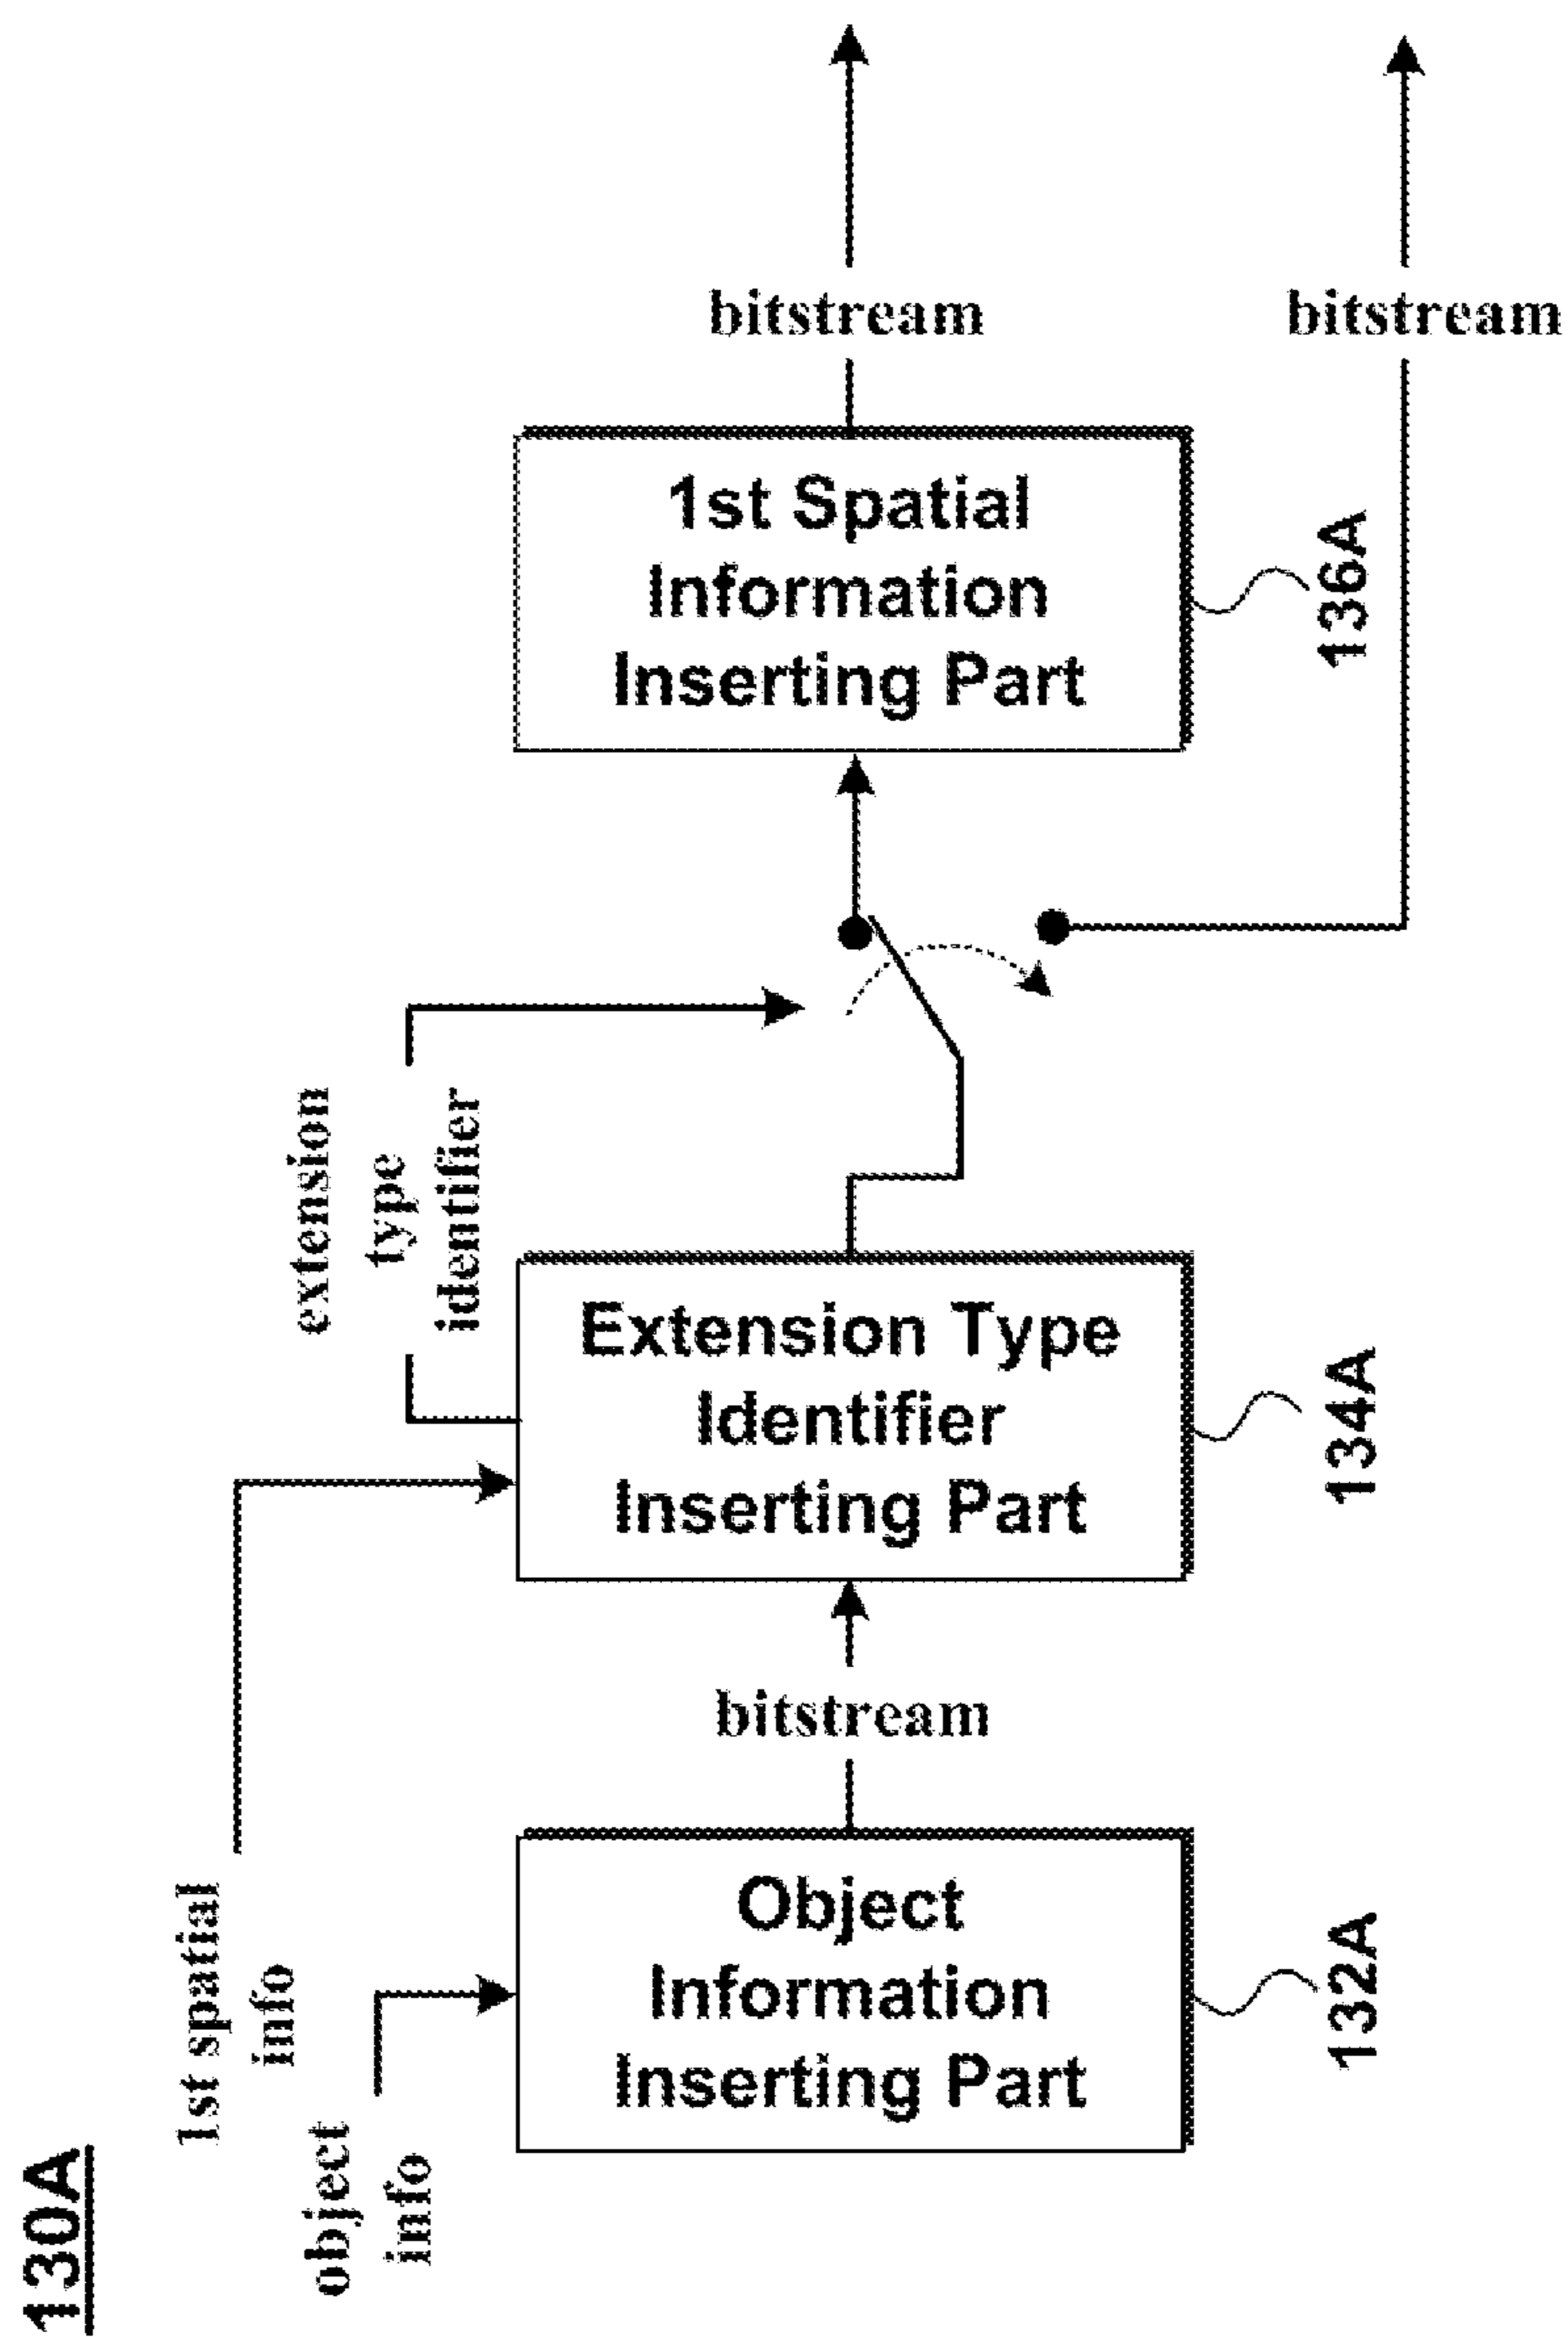 130A
1st spatial
info
object
info
Object
Information
Inserting Part
132A
bitstream
Extension Type
Identifier
Inserting Part
134A
extension
type
identifier
1st Spatial
Information
Inserting Part
136A
bitstream
bitstream